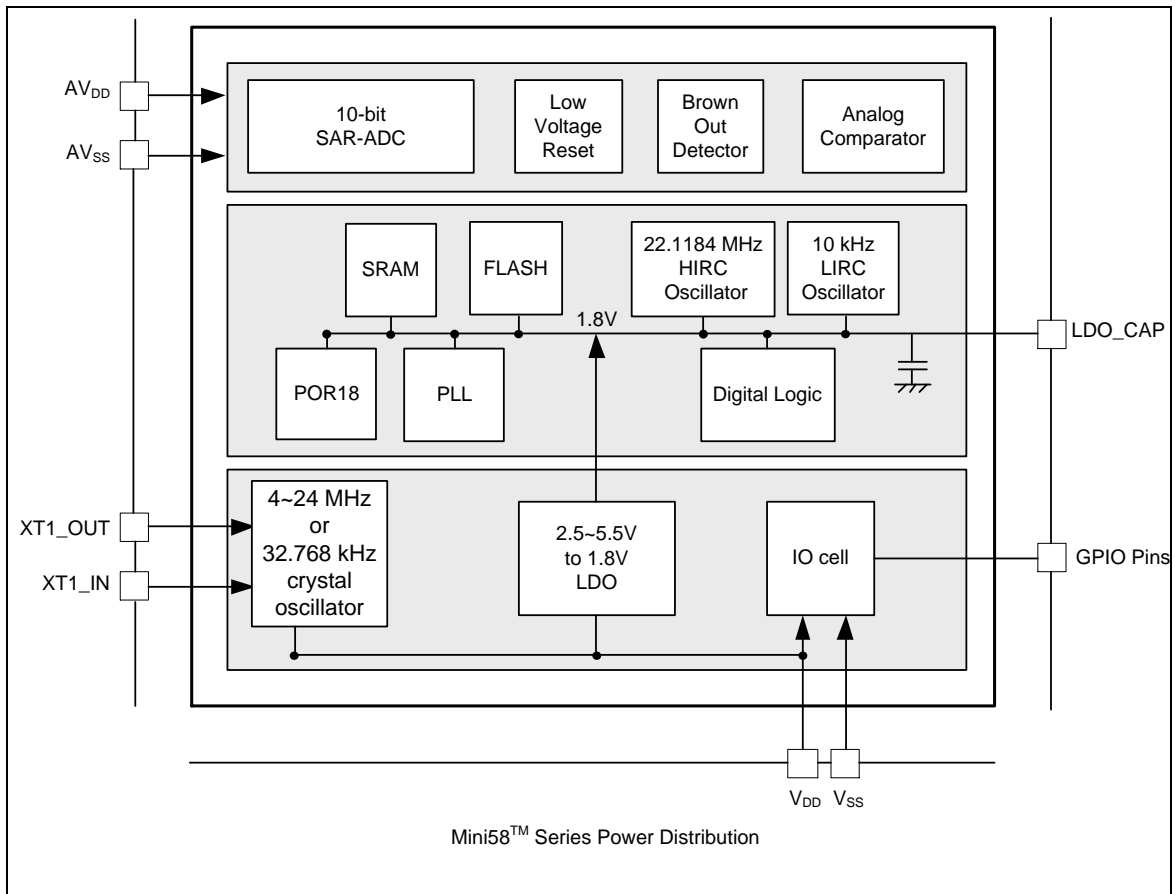 AVDD
AVSS
10-bit
SAR-ADC
Low
Voltage
Reset
Brown
Out
Detector
Analog
Comparator
SRAM
FLASH
22.1184 MHz
HIRC
Oscillator
10 kHz
LIRC
Oscillator
1.8V
LDO_CAP
POR18
PLL
Digital Logic
XT1_OUT
XT1_IN
4~24 MHz
or
32.768 kHz
crystal
oscillator
2.5~5.5V
to 1.8V
LDO
IO cell
GPIO Pins
VDD
VSS
Mini58TM Series Power Distribution